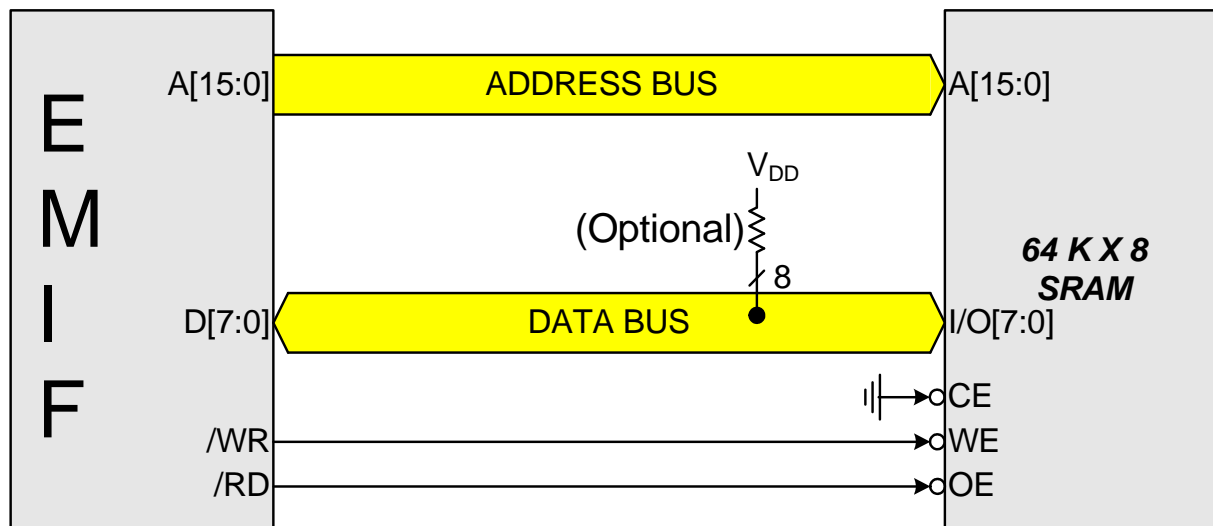 E
M
I
F
A[15:0]
ADDRESS BUS
A[15:0]
VDD
(Optional)
8
D[7:0]
DATA BUS
I/O[7:0]
64 K X 8
SRAM
CE
/WR
WE
/RD
OE